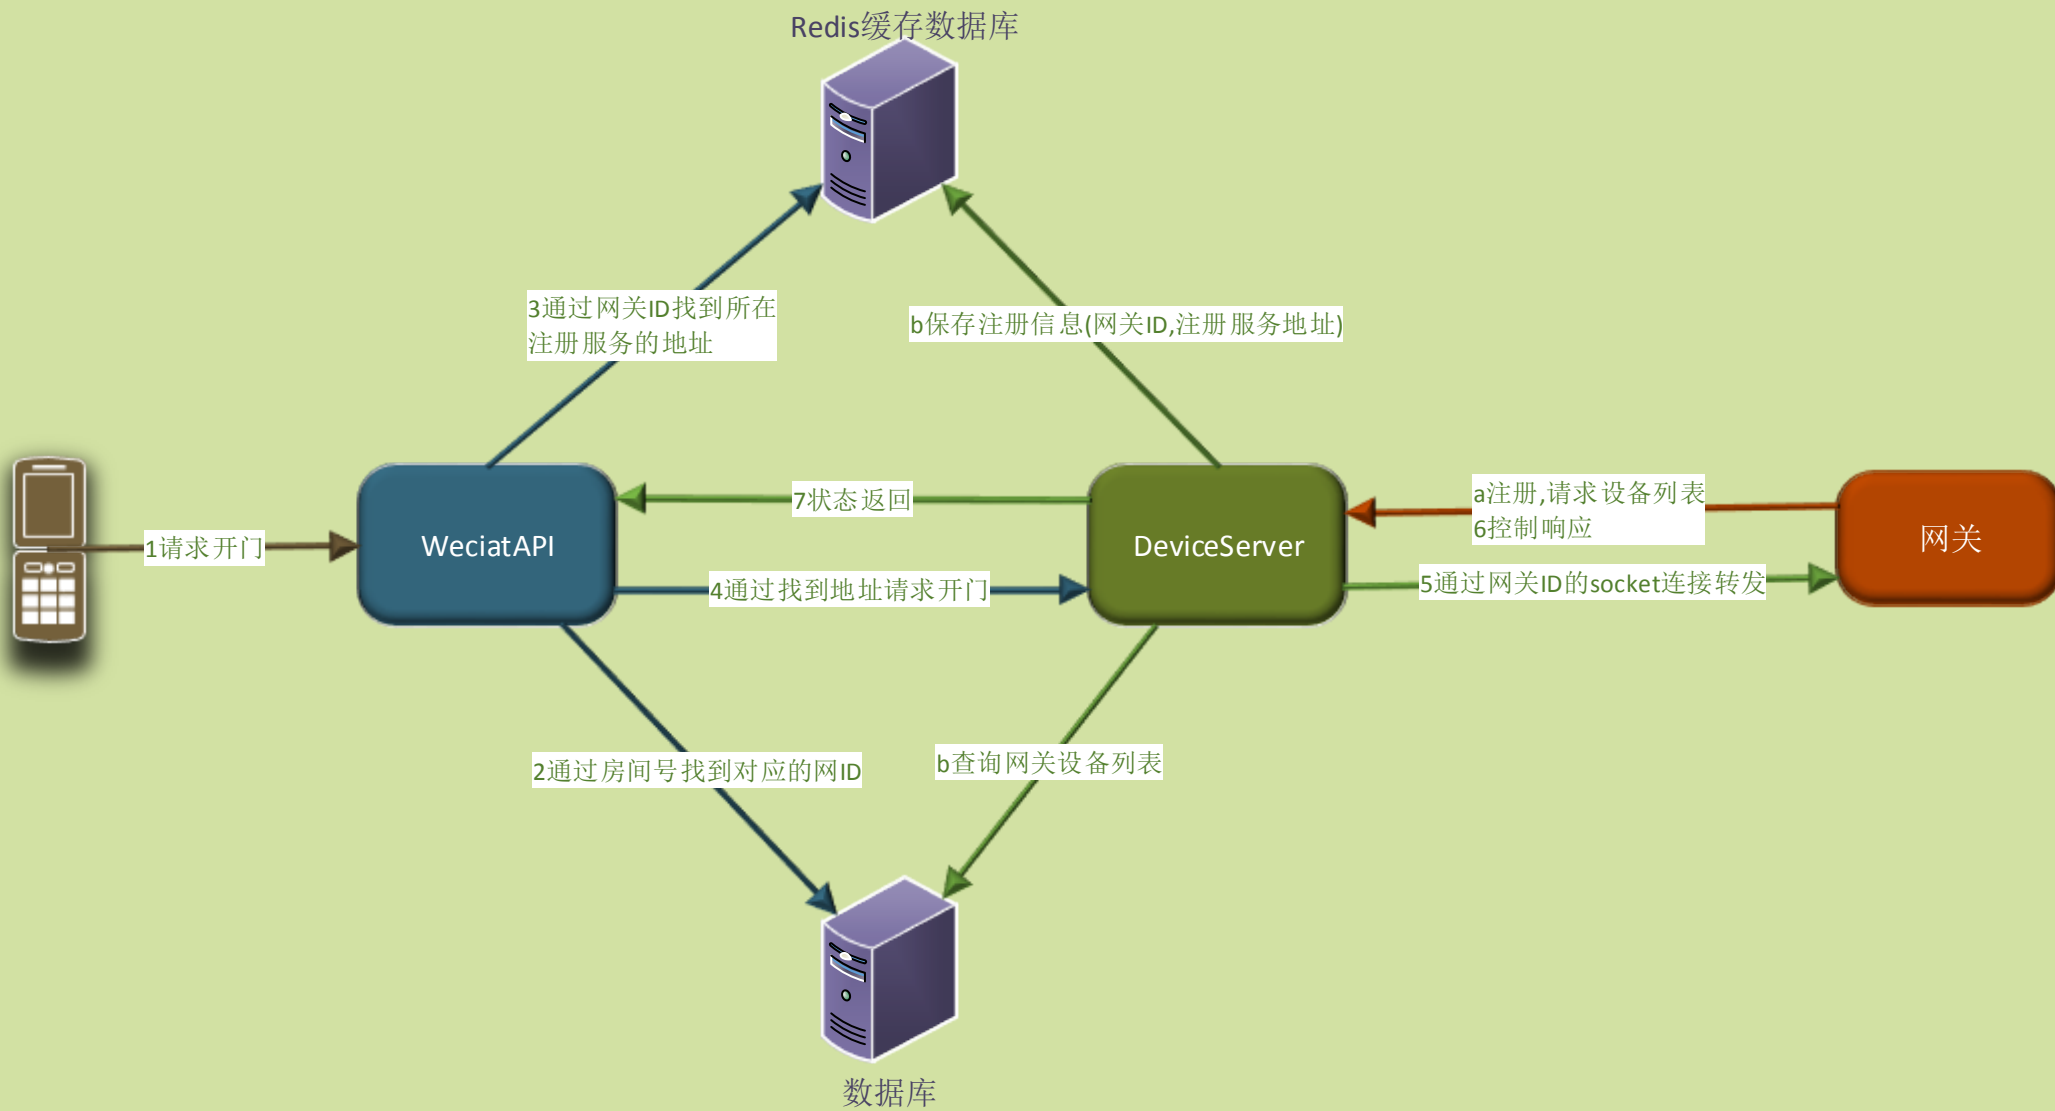 Redis缓存数据库
3通过网关ID找到所在
注册服务的地址
b保存注册信息(网关ID,注册服务地址)
7状态返回
a注册,请求设备列表
6控制响应
1请求开门
WeciatAPI
DeviceServer
网关
4通过找到地址请求开门
5通过网关ID的socket连接转发
2通过房间号找到对应的网ID
b查询网关设备列表
数据库